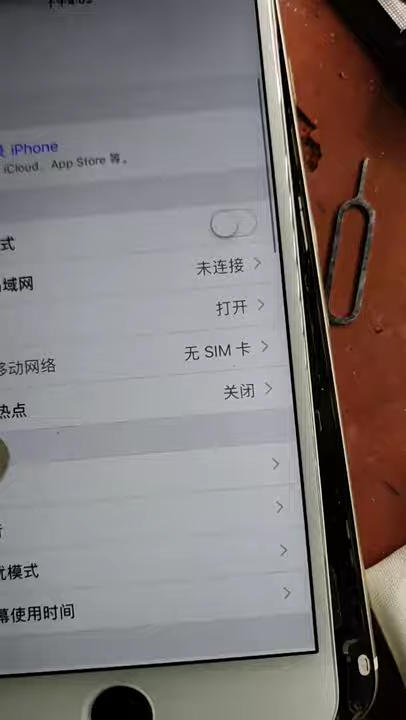 iPhone
iCloud、App Store 等。
式
域网
未连接
打开
移动网络
无 SIM 卡
热点
关闭
扰模式
幕使用时间